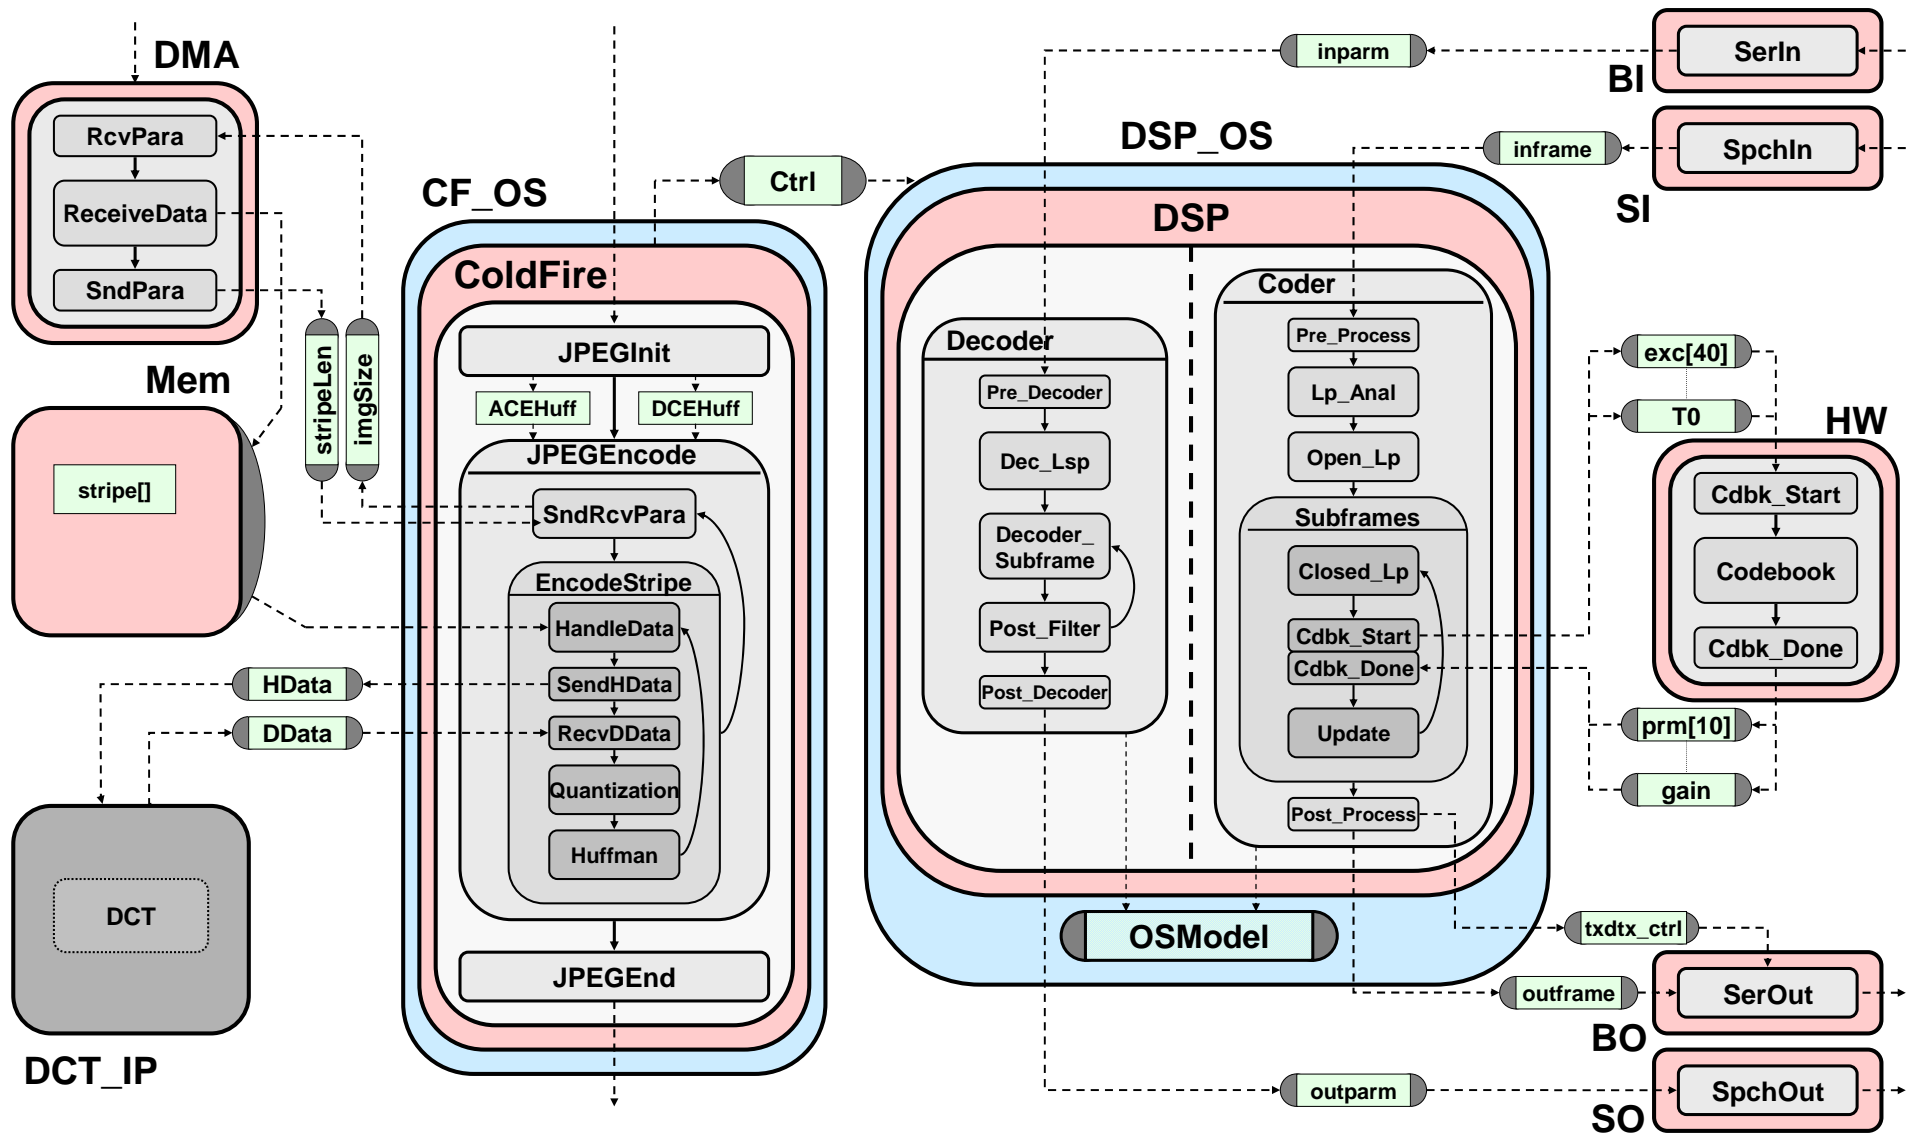 DMA
RcvPara
ReceiveData
SndPara
stripeLen
imgSize
Mem
stripe[]
HData
DData
DCT
DCT_IP
CF_OS
ColdFire
JPEGInit
ACEHuff
DCEHuff
JPEGEncode
SndRcvPara
EncodeStripe
HandleData
SendHData
RecvDData
Quantization
Huffman
JPEGEnd
Ctrl
DSP_OS
DSP
Decoder
Pre_Decoder
Dec_Lsp
Decoder_
Subframe
Post_Filter
Post_Decoder
Coder
Pre_Process
Lp_Anal
Open_Lp
Subframes
Closed_Lp
Cdbk_Start
Cdbk_Done
Update
Post_Process
OSModel
inparm
SerIn
BI
inframe
SpchIn
SI
exc[40]
T0
HW
Cdbk_Start
Codebook
Cdbk_Done
prm[10]
gain
txdtx_ctrl
outframe
SerOut
BO
outparm
SpchOut
SO